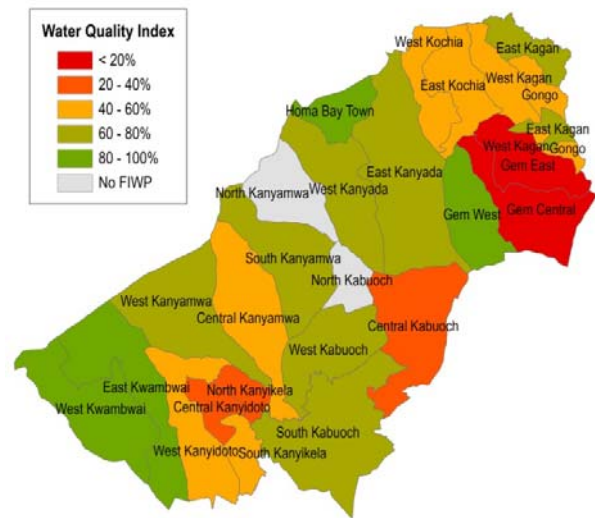 Water Quality Index
< 20%
20 - 40%
40 - 60%
60 - 80%
80 - 100%
No FIWP
West Kochia
East Kagan
East Kochia
West Kagan
Gongo
Homa Bay Town
East Kagan
West Kagan
Gongo
Gem East
East Kanyada
North Kanyamwa
West Kanyada
Gem West
Gem Central
South Kanyamwa
North Kabuoch
West Kanyamwa
Central Kanyamwa
Central Kabuoch
West Kabuoch
East Kwambwai
North Kanyikela
Central Kanyidoto
West Kwambwai
South Kabuoch
West Kanyidoto
South Kanyikela